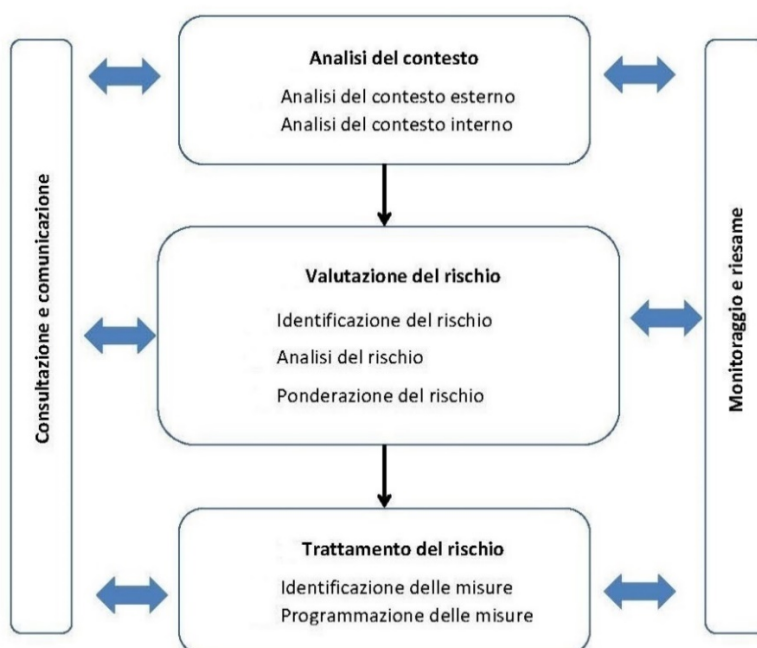 Consultazione e comunicazione
Analisi del contesto
Analisi del contesto esterno
Analisi del contesto interno
Valutazione del rischio
Identificazione del rischio
Analisi del rischio
Ponderazione del rischio
Trattamento del rischio
Identificazione delle misure
Programmazione delle misure
Monitoraggio e riesame